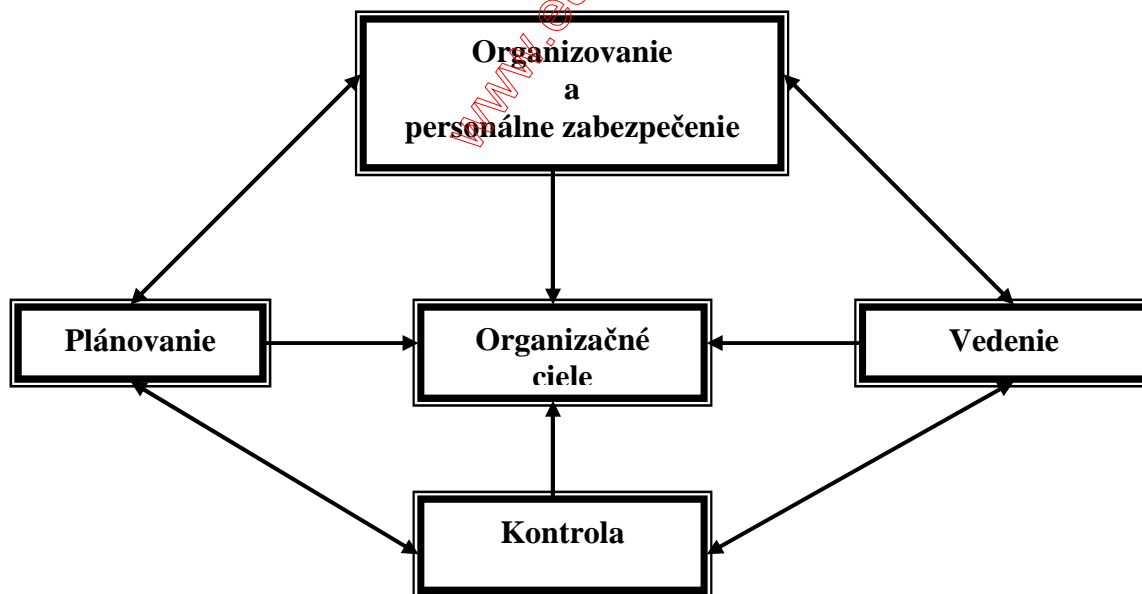 Organizovanie
a
personálne zabezpečenie
Plánovanie
Organizačné
ciele
Vedenie
Kontrola